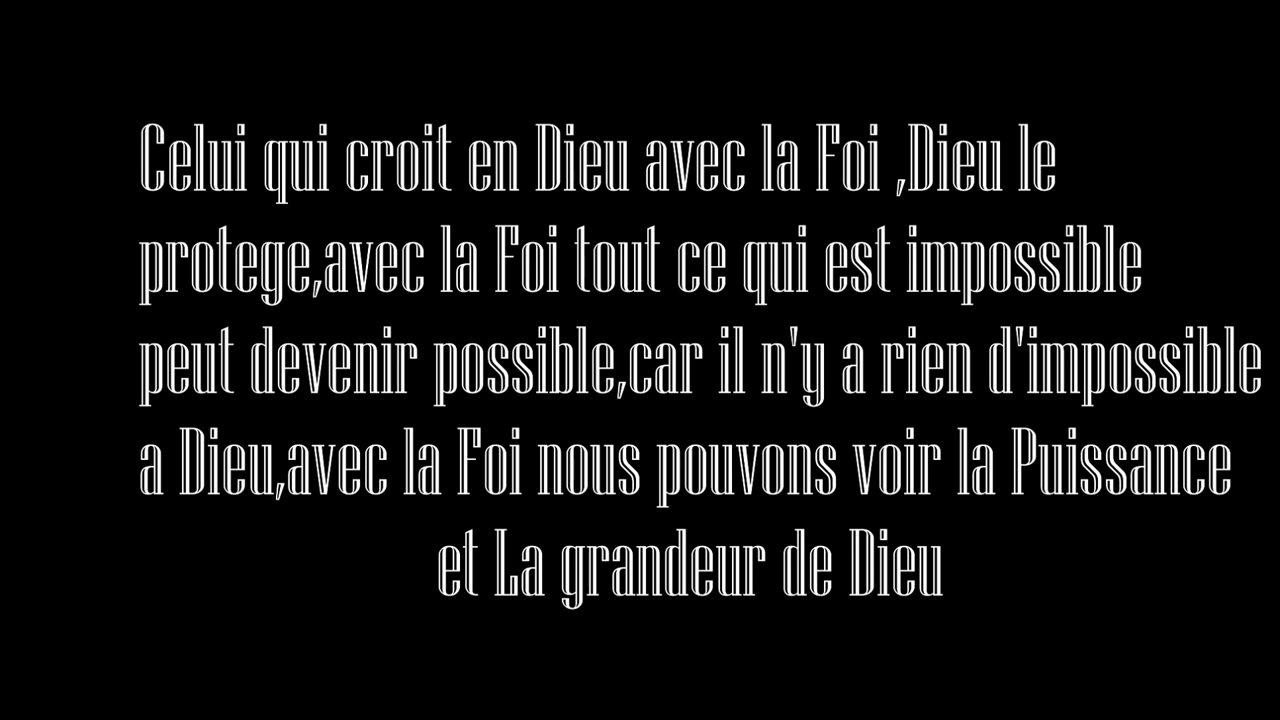 Celui qui croit en Dieu avec la Foi ,Dieu le
protege,avec la Foi tout ce qui est impossible
peut devenir possible,car il n'y a rien d'impossible
a Dieu,avec la Foi nous pouvons voir la Puissance
et La grandeur de Dieu